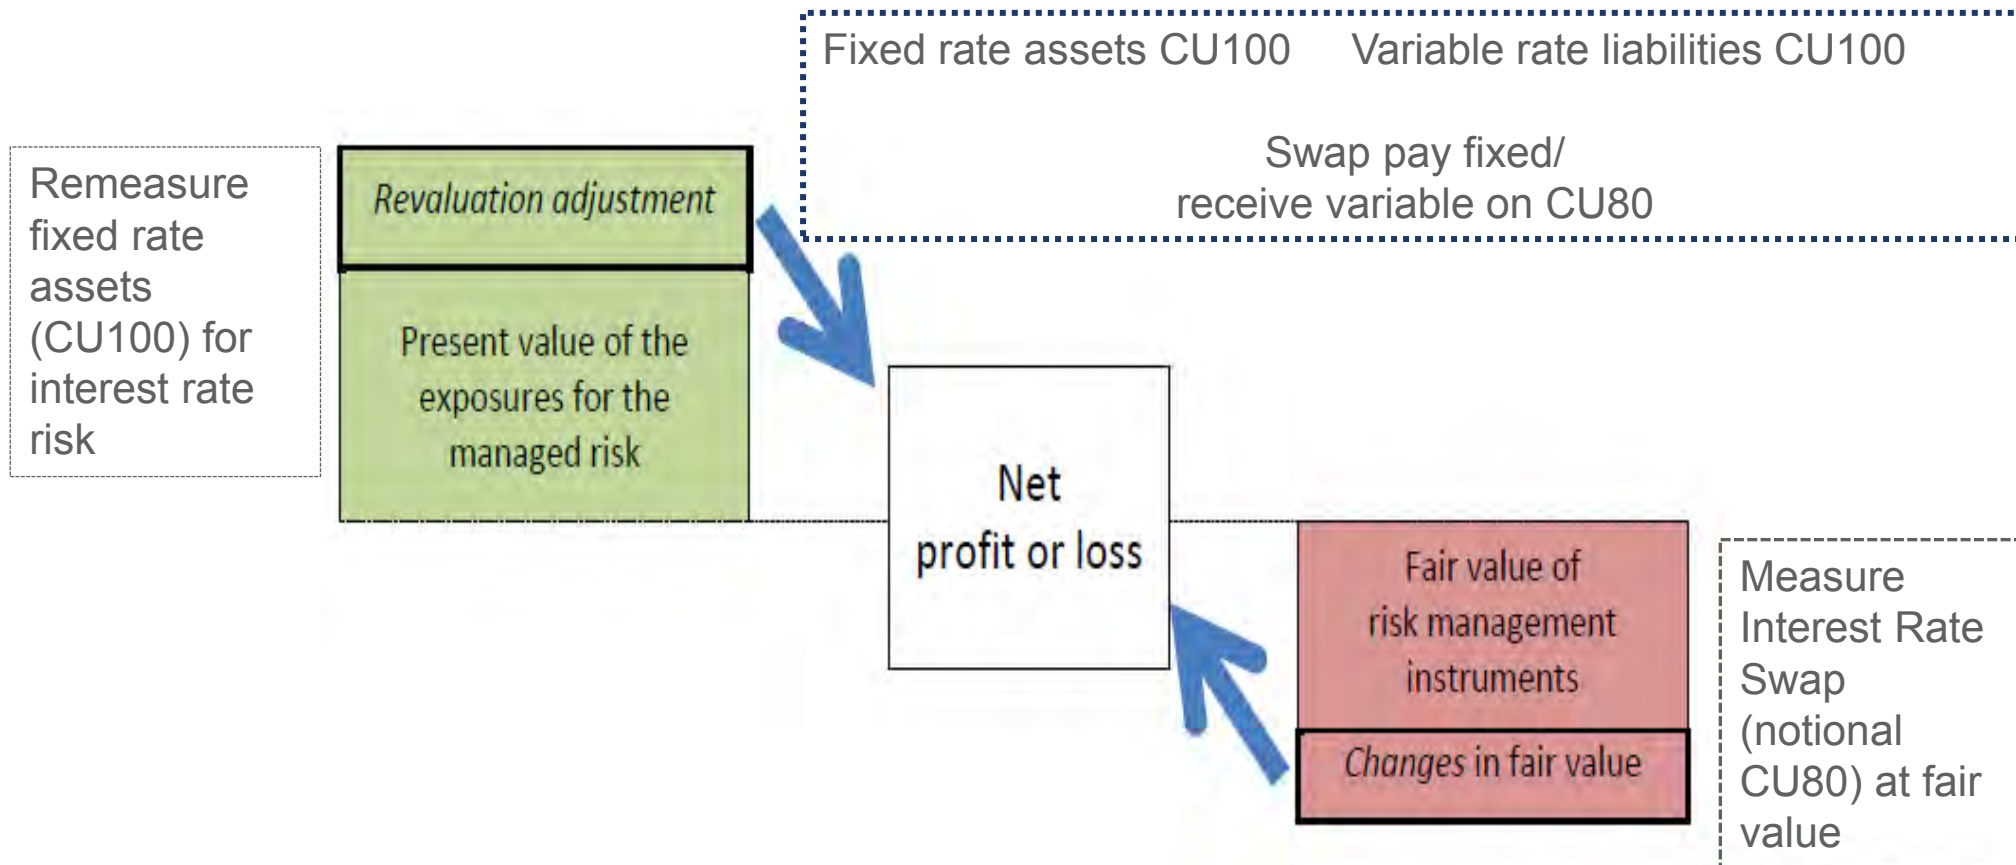 Fixed rate assets CU100 Variable rate liabilities CU100
Swap pay fixed/
receive variable on CU80
Remeasure
fixed rate
assets
(CU100) for
interest rate
risk
Revaluation adjustment
Present value of the
exposures for the
managed risk
Net
profit or loss
Fair value of
risk management
instruments
Changes in fair value
Measure
Interest Rate
Swap
(notional
CU80) at fair
value